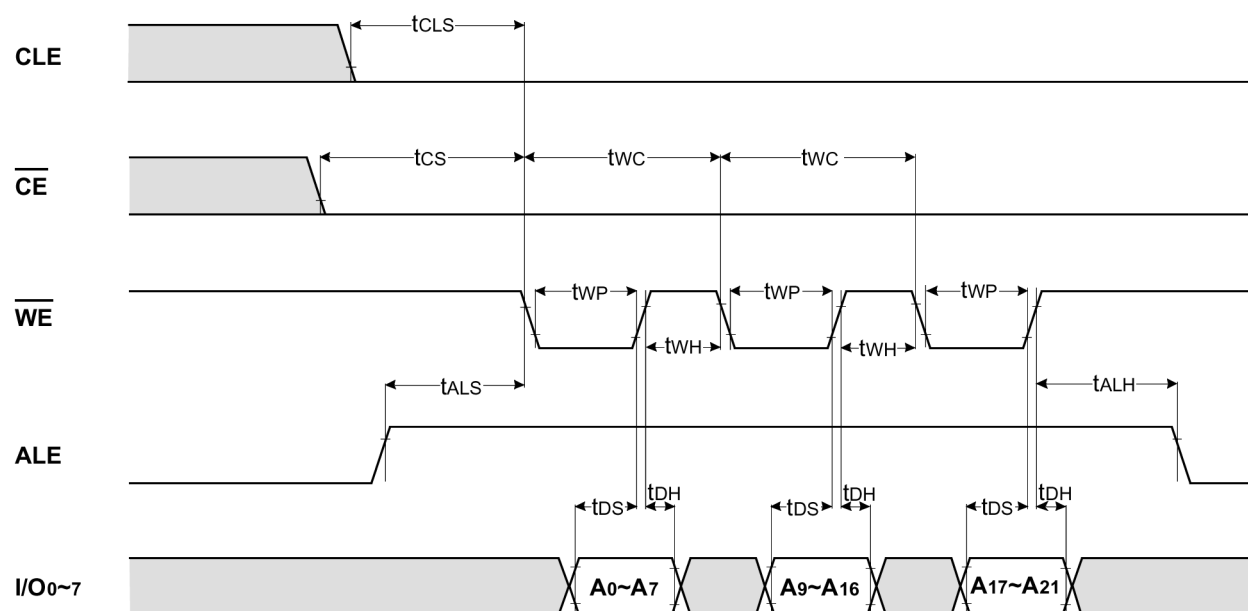 tCLS
CLE
tCS tWC tWC
CE
tWP tWP tWP
WE
tWH tWH
tALS tALH
ALE
tDS tDH tDS tDH tDS tDH
I/O0~7 A0~A7 A9~A16 A17~A21